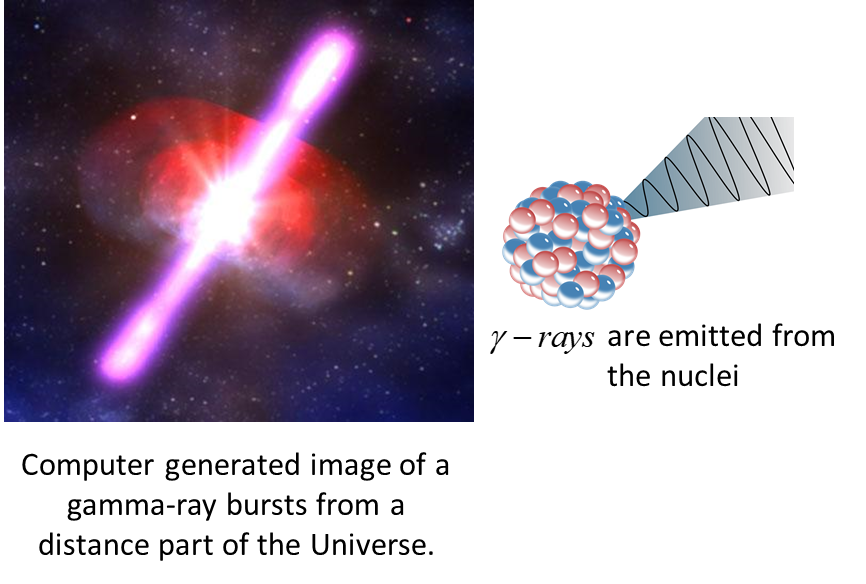 γ – rays are emitted from
the nuclei
Computer generated image of a
gamma-ray bursts from a
distance part of the Universe.